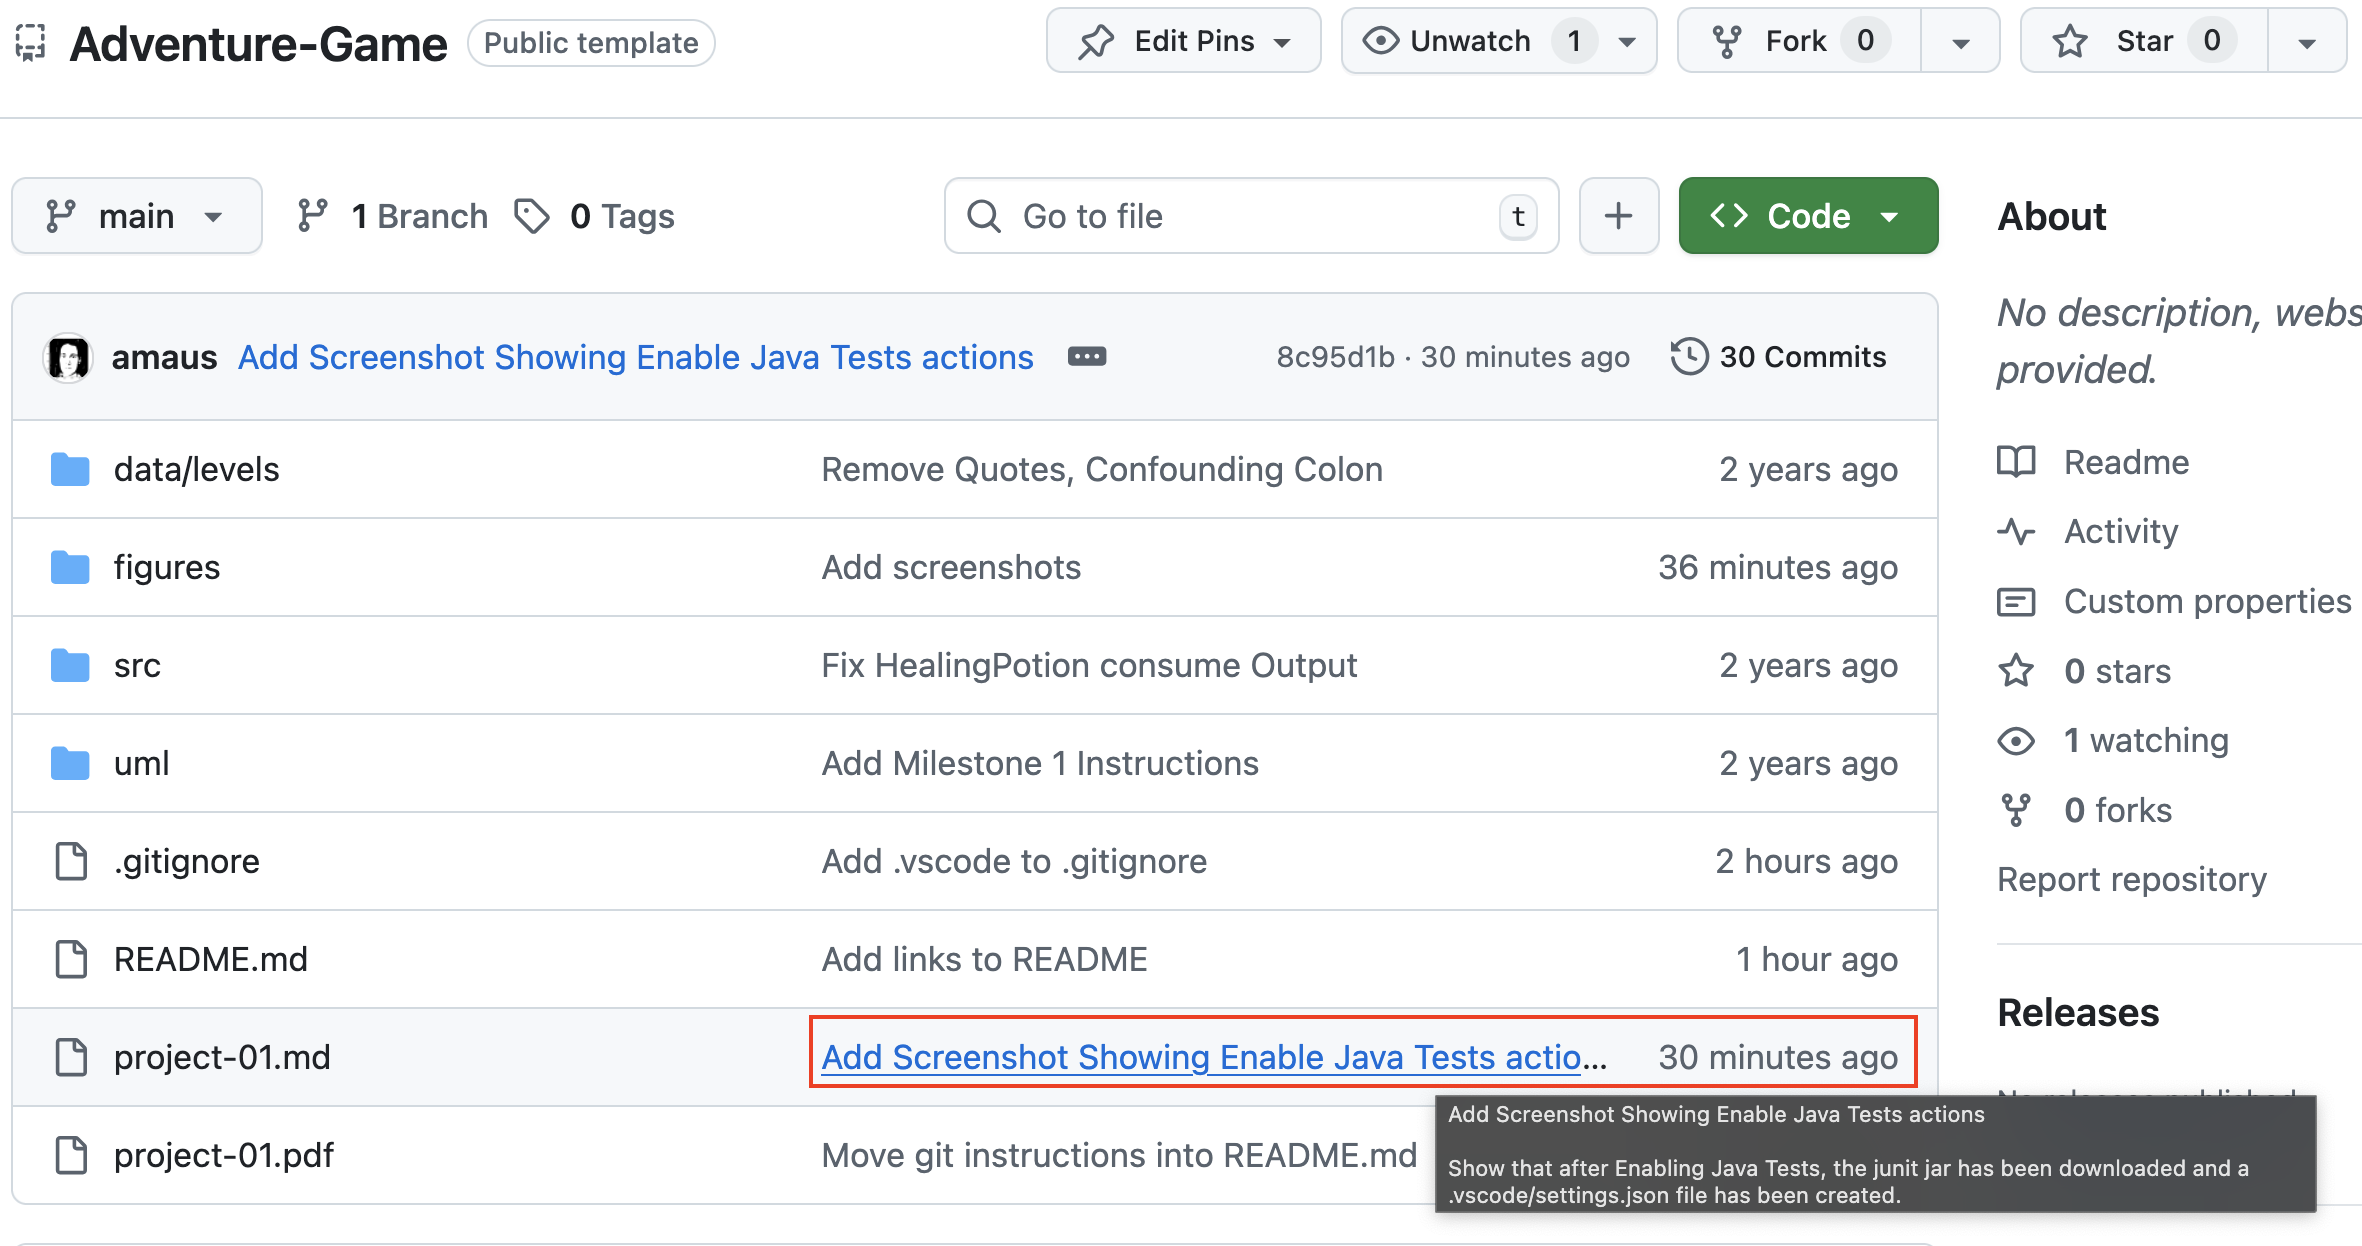 Adventure-Game Public template Edit Pins Unwatch 1 Fork 0 Star 0
main 1 Branch 0 Tags Go to file t Code
amaus Add Screenshot Showing Enable Java Tests actions 8c95d1b · 30 minutes ago 30 Commits
data/levels Remove Quotes, Confounding Colon 2 years ago
figures Add screenshots 36 minutes ago
src Fix HealingPotion consume Output 2 years ago
uml Add Milestone 1 Instructions 2 years ago
.gitignore Add .vscode to .gitignore 2 hours ago
README.md Add links to README 1 hour ago
project-01.md Add Screenshot Showing Enable Java Tests actio... 30 minutes ago
project-01.pdf Move git instructions into README.md
Add Screenshot Showing Enable Java Tests actions
Show that after Enabling Java Tests, the junit jar has been downloaded and a
.vscode/settings.json file has been created.
About
No description, webs
provided.
Readme
Activity
Custom properties
0 stars
1 watching
0 forks
Report repository
Releases
No releases published